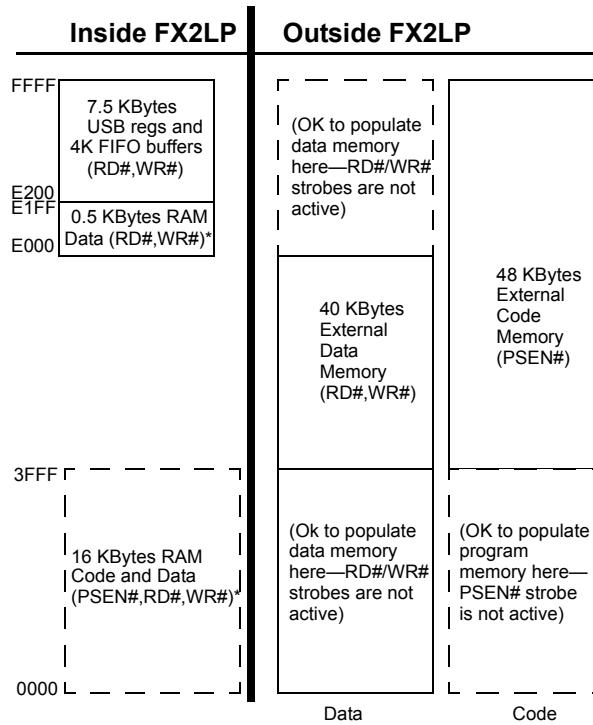 Inside FX2LP
Outside FX2LP
FFFF
7.5 KBytes
USB regs and
4K FIFO buffers
(RD#,WR#)
E200
E1FF
0.5 KBytes RAM
Data (RD#,WR#)*
E000
(OK to populate
data memory
here—RD#/WR#
strobes are not
active)
40 KBytes
External
Data
Memory
(RD#,WR#)
48 KBytes
External
Code
Memory
(PSEN#)
3FFF
16 KBytes RAM
Code and Data
(PSEN#,RD#,WR#)*
0000
(Ok to populate
data memory
here—RD#/WR#
strobes are not
active)
(OK to populate
program
memory here—
PSEN# strobe
is not active)
Data
Code